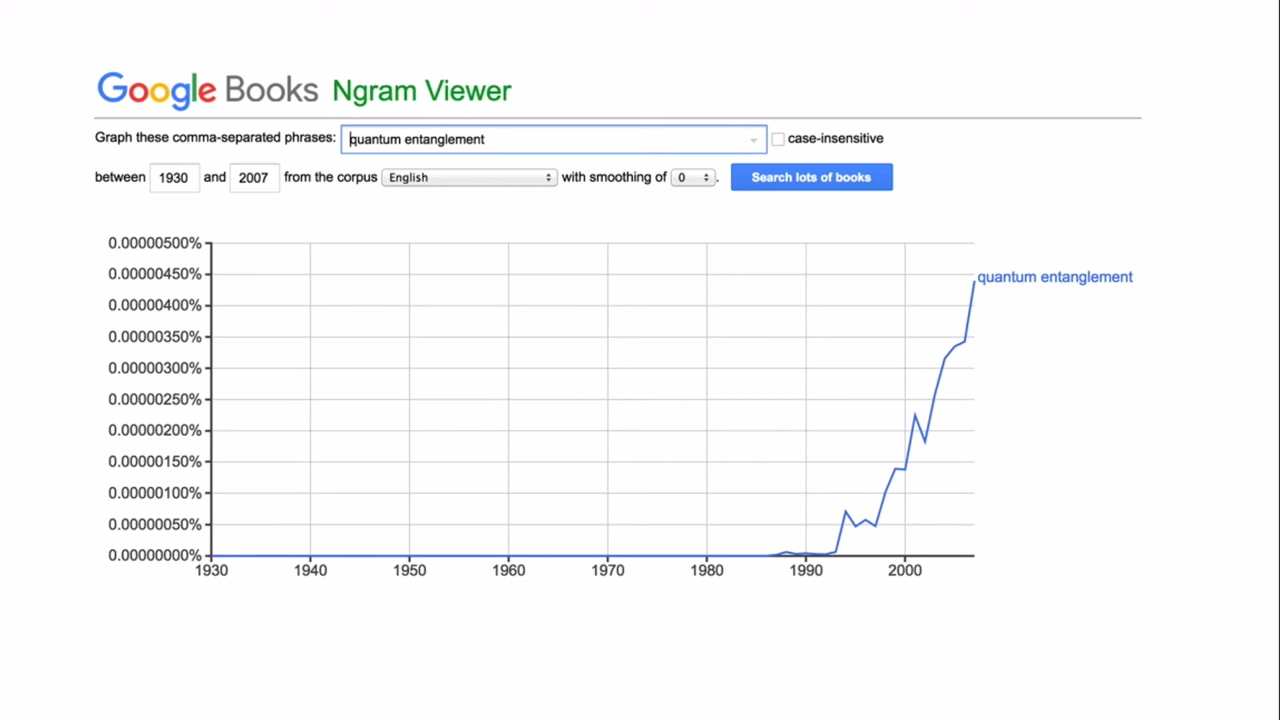 Google Books Ngram Viewer
Graph these comma-separated phrases: quantum entanglement case-insensitive
between 1930 and 2007 from the corpus English with smoothing of 0 . Search lots of books
0.00000500%
0.00000450%
quantum entanglement
0.00000400%
0.00000350%
0.00000300%
0.00000250%
0.00000200%
0.00000150%
0.00000100%
0.00000050%
0.00000000%
1930 1940 1950 1960 1970 1980 1990 2000